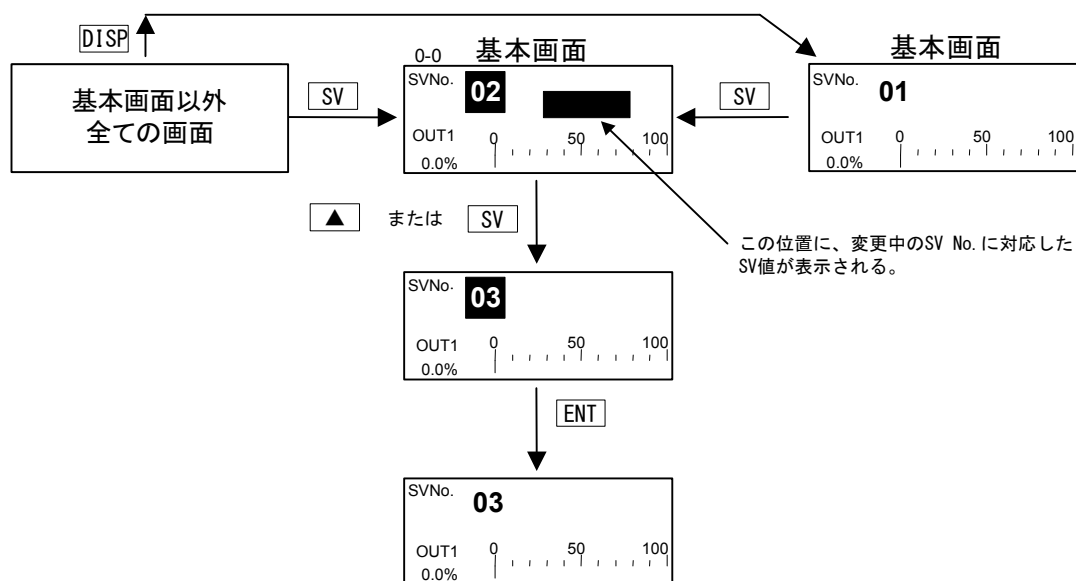 DISP
基本画面以外
全ての画面
SV
0-0 基本画面
SVNo. 02
OUT1 0 50 100
0.0%
SV
基本画面
SVNo. 01
OUT1 0 50 100
0.0%
▲ または SV
この位置に、変更中のSV No.に対応した
SV値が表示される。
SVNo. 03
OUT1 0 50 100
0.0%
ENT
SVNo. 03
OUT1 0 50 100
0.0%